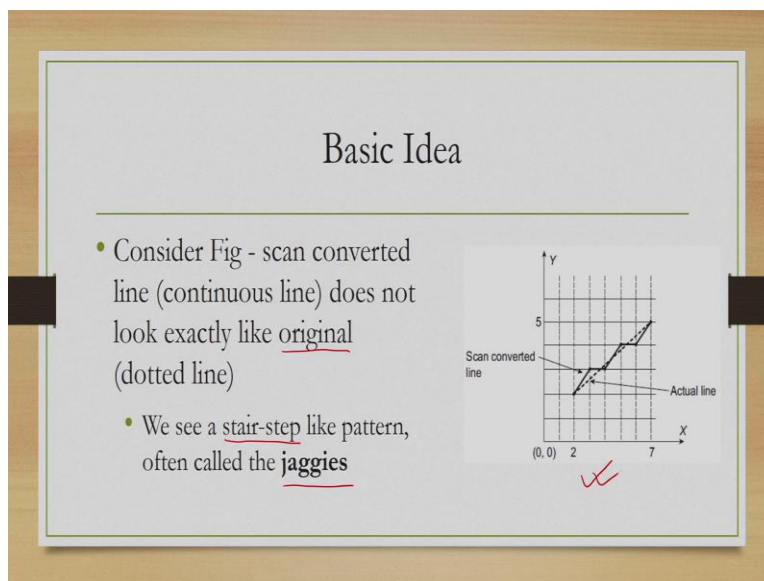 Basic Idea
• Consider Fig - scan converted
line (continuous line) does not
look exactly like original
(dotted line)
• We see a stair-step like pattern,
often called the jaggies
Y
5
Scan converted
line
Actual line
X
(0, 0) 2 7